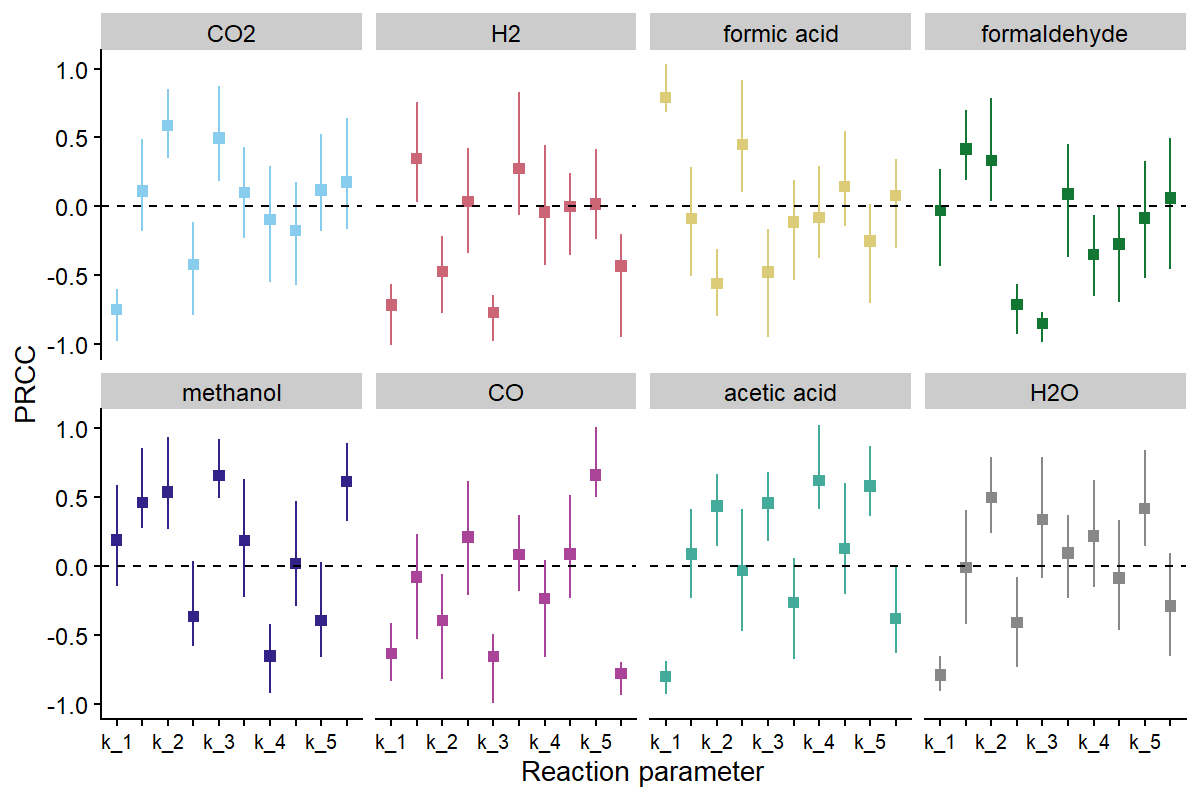 CO2 H2 formic acid formaldehyde
1.0
0.5
0.0
-0.5
-1.0
PRCC
methanol CO acetic acid H2O
1.0
0.5
0.0
-0.5
-1.0
k_1 k_2 k_3 k_4 k_5 k_1 k_2 k_3 k_4 k_5 k_1 k_2 k_3 k_4 k_5 k_1 k_2 k_3 k_4 k_5
Reaction parameter